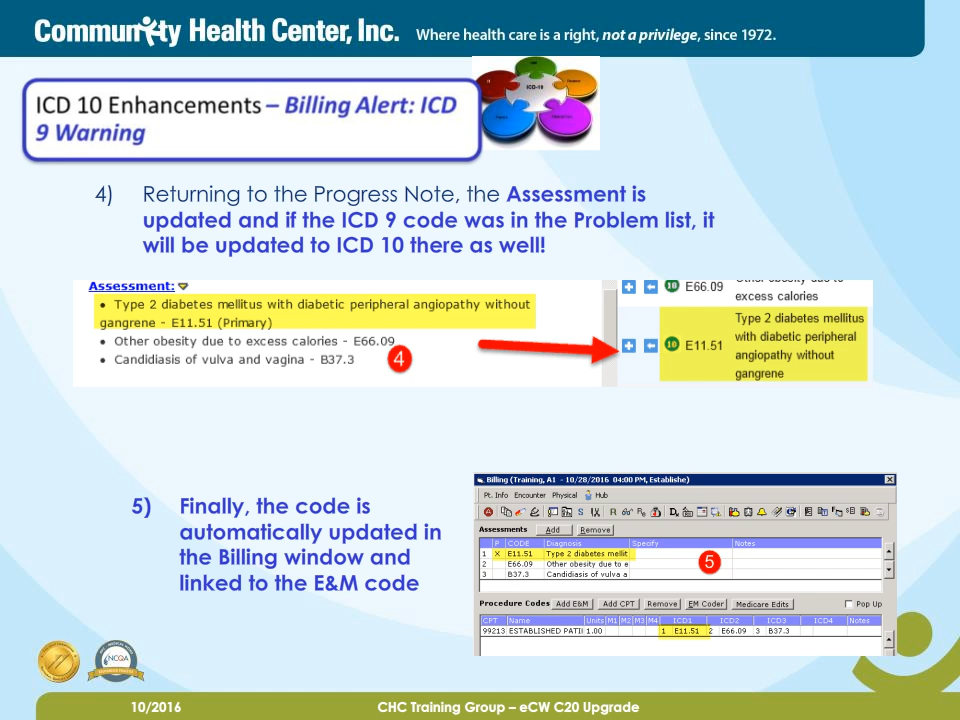 Community Health Center, Inc. Where health care is a right, not a privilege, since 1972.
ICD 10 Enhancements – Billing Alert: ICD
9 Warning
ICD-10
4) Returning to the Progress Note, the Assessment is
updated and if the ICD 9 code was in the Problem list, it
will be updated to ICD 10 there as well!
Assessment:
• Type 2 diabetes mellitus with diabetic peripheral angiopathy without
gangrene - E11.51 (Primary)
• Other obesity due to excess calories - E66.09
• Candidiasis of vulva and vagina - B37.3
4
10 E66.09 Other obesity due to
excess calories
10 E11.51 Type 2 diabetes mellitus
with diabetic peripheral
angiopathy without
gangrene
5) Finally, the code is
automatically updated in
the Billing window and
linked to the E&M code
Billing (Training, A1 - 10/28/2016 04:00 PM, Establishe)
Pt. Info Encounter Physical Hub
Assessments Add Remove
P CODE Diagnosis Specify Notes
1 X E11.51 Type 2 diabetes mellit
2 E66.09 Other obesity due to e
3 B37.3 Candidiasis of vulva a
5
Procedure Codes Add E&M Add CPT Remove EM Coder Medicare Edits Pop Up
CPT Name Units M1 M2 M3 M4 ICD1 ICD2 ICD3 ICD4 Notes
99213 ESTABLISHED PATI 1.00 1 E11.51 2 E66.09 3 B37.3
NCQA
10/2016 CHC Training Group – eCW C20 Upgrade